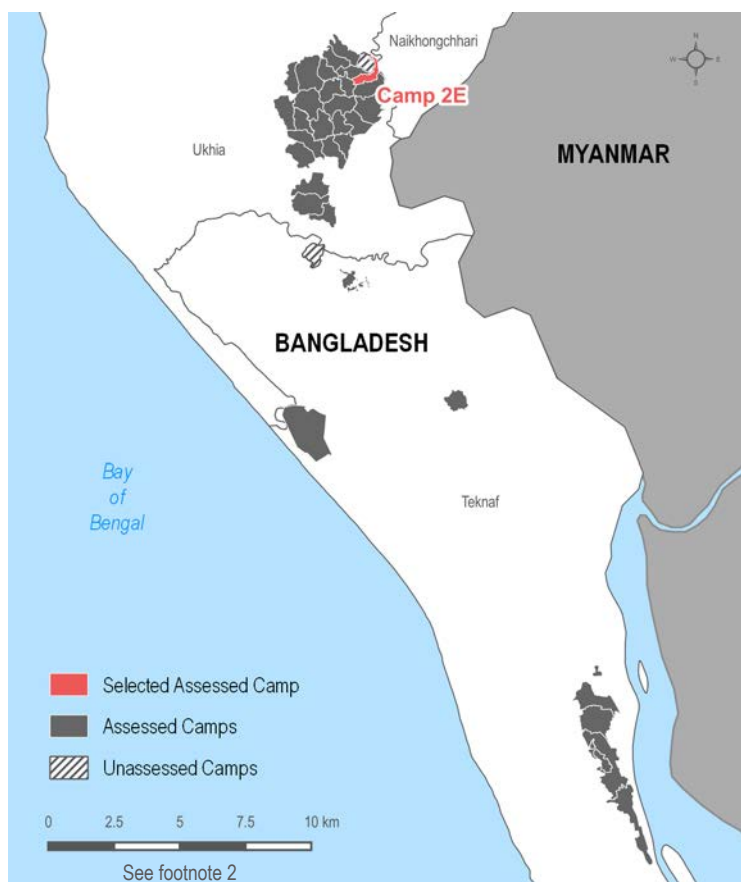 Naikhongchhari
N
W E
S
Camp 2E
Ukhia
MYANMAR
BANGLADESH
Bay
of
Bengal
Teknaf
Selected Assessed Camp
Assessed Camps
Unassessed Camps
0 2.5 5 7.5 10 km
See footnote 2